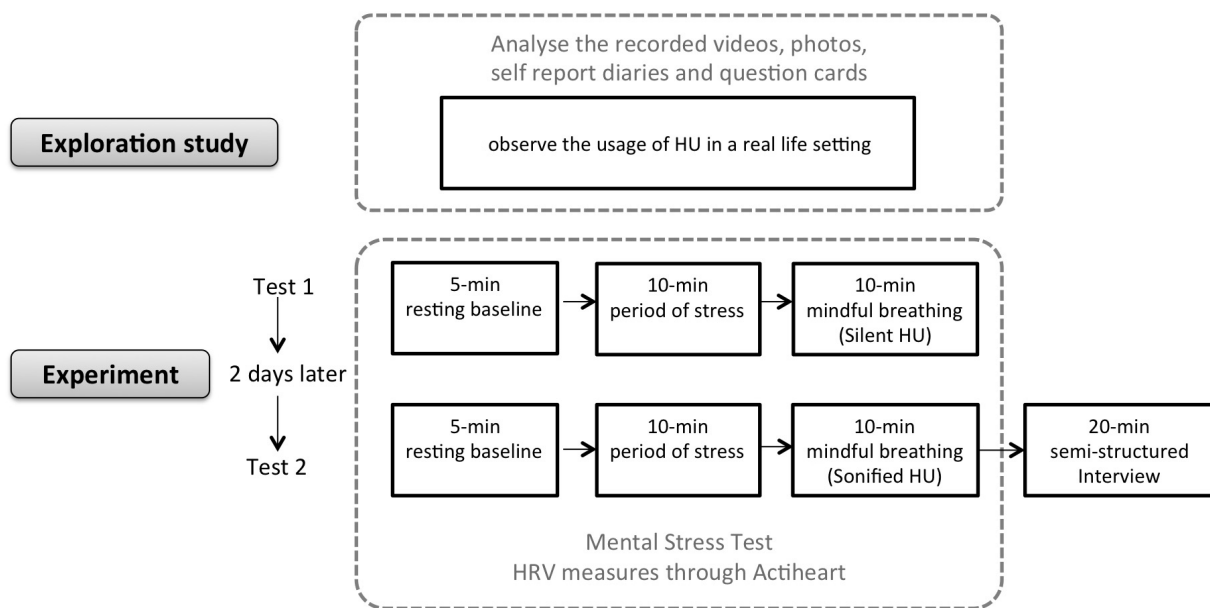 Analyse the recorded videos, photos,
self report diaries and question cards
Exploration study
observe the usage of HU in a real life setting
Experiment
Test 1
2 days later
Test 2
5-min
resting baseline
10-min
period of stress
10-min
mindful breathing
(Silent HU)
5-min
resting baseline
10-min
period of stress
10-min
mindful breathing
(Sonified HU)
20-min
semi-structured
Interview
Mental Stress Test
HRV measures through Actiheart